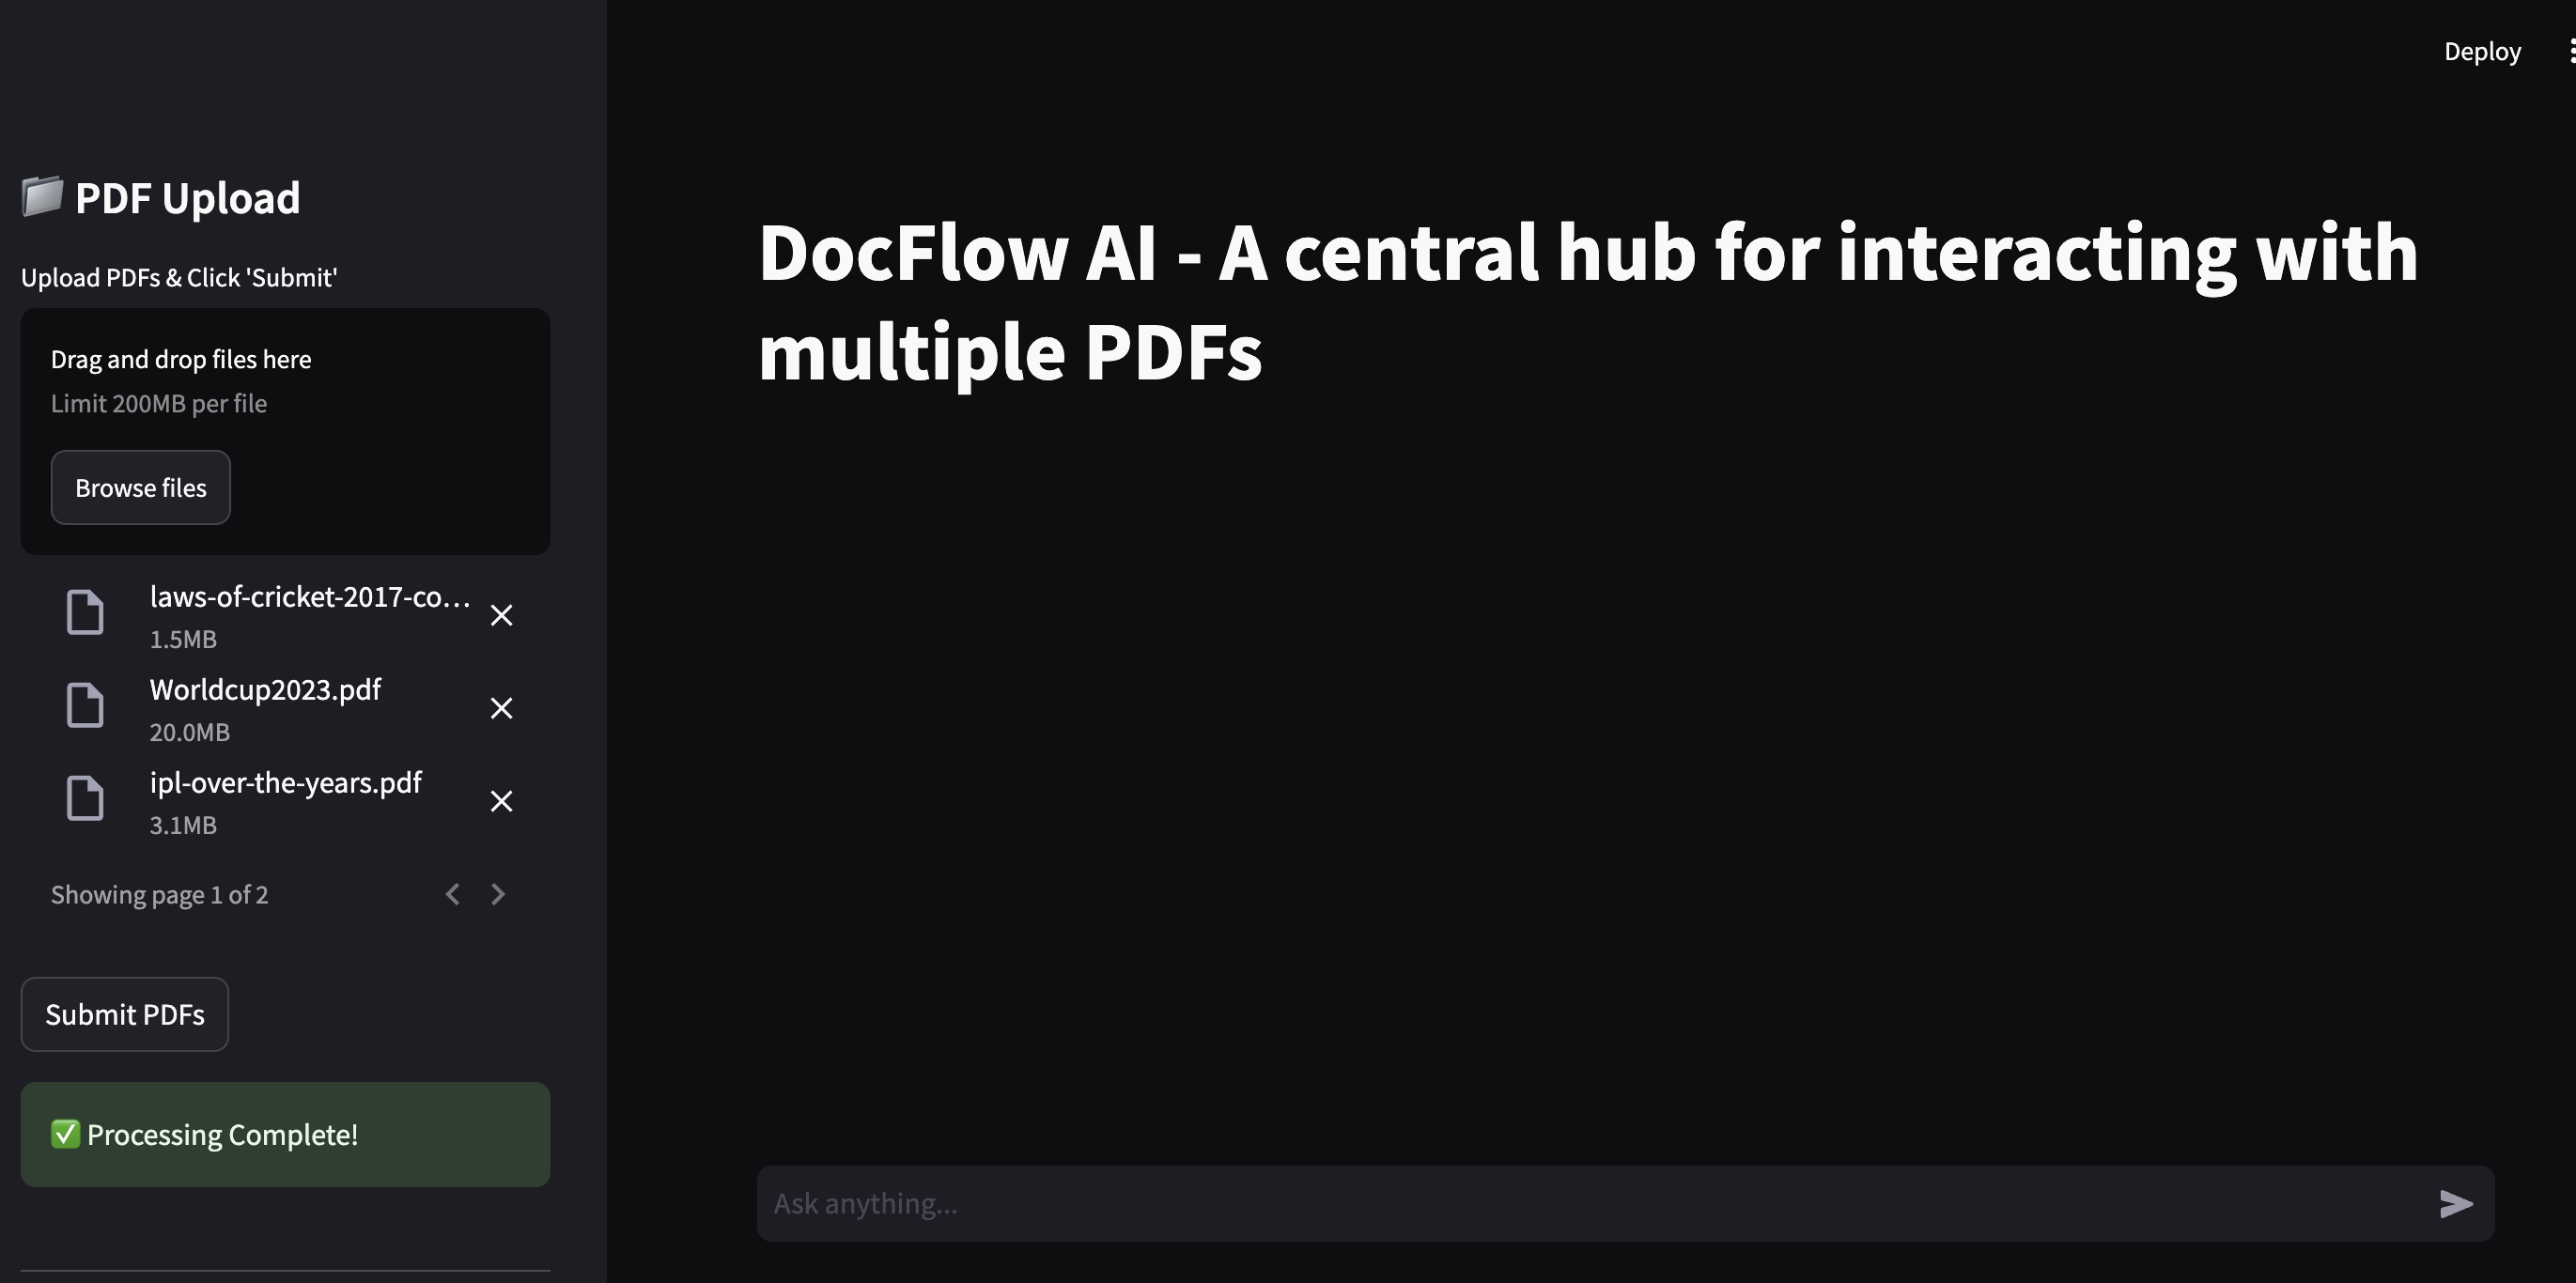 Deploy
📁 PDF Upload
Upload PDFs & Click 'Submit'
Drag and drop files here
Limit 200MB per file
Browse files
laws-of-cricket-2017-co...
1.5MB
Worldcup2023.pdf
20.0MB
ipl-over-the-years.pdf
3.1MB
Showing page 1 of 2
Submit PDFs
✅ Processing Complete!
DocFlow AI - A central hub for interacting with
multiple PDFs
Ask anything...